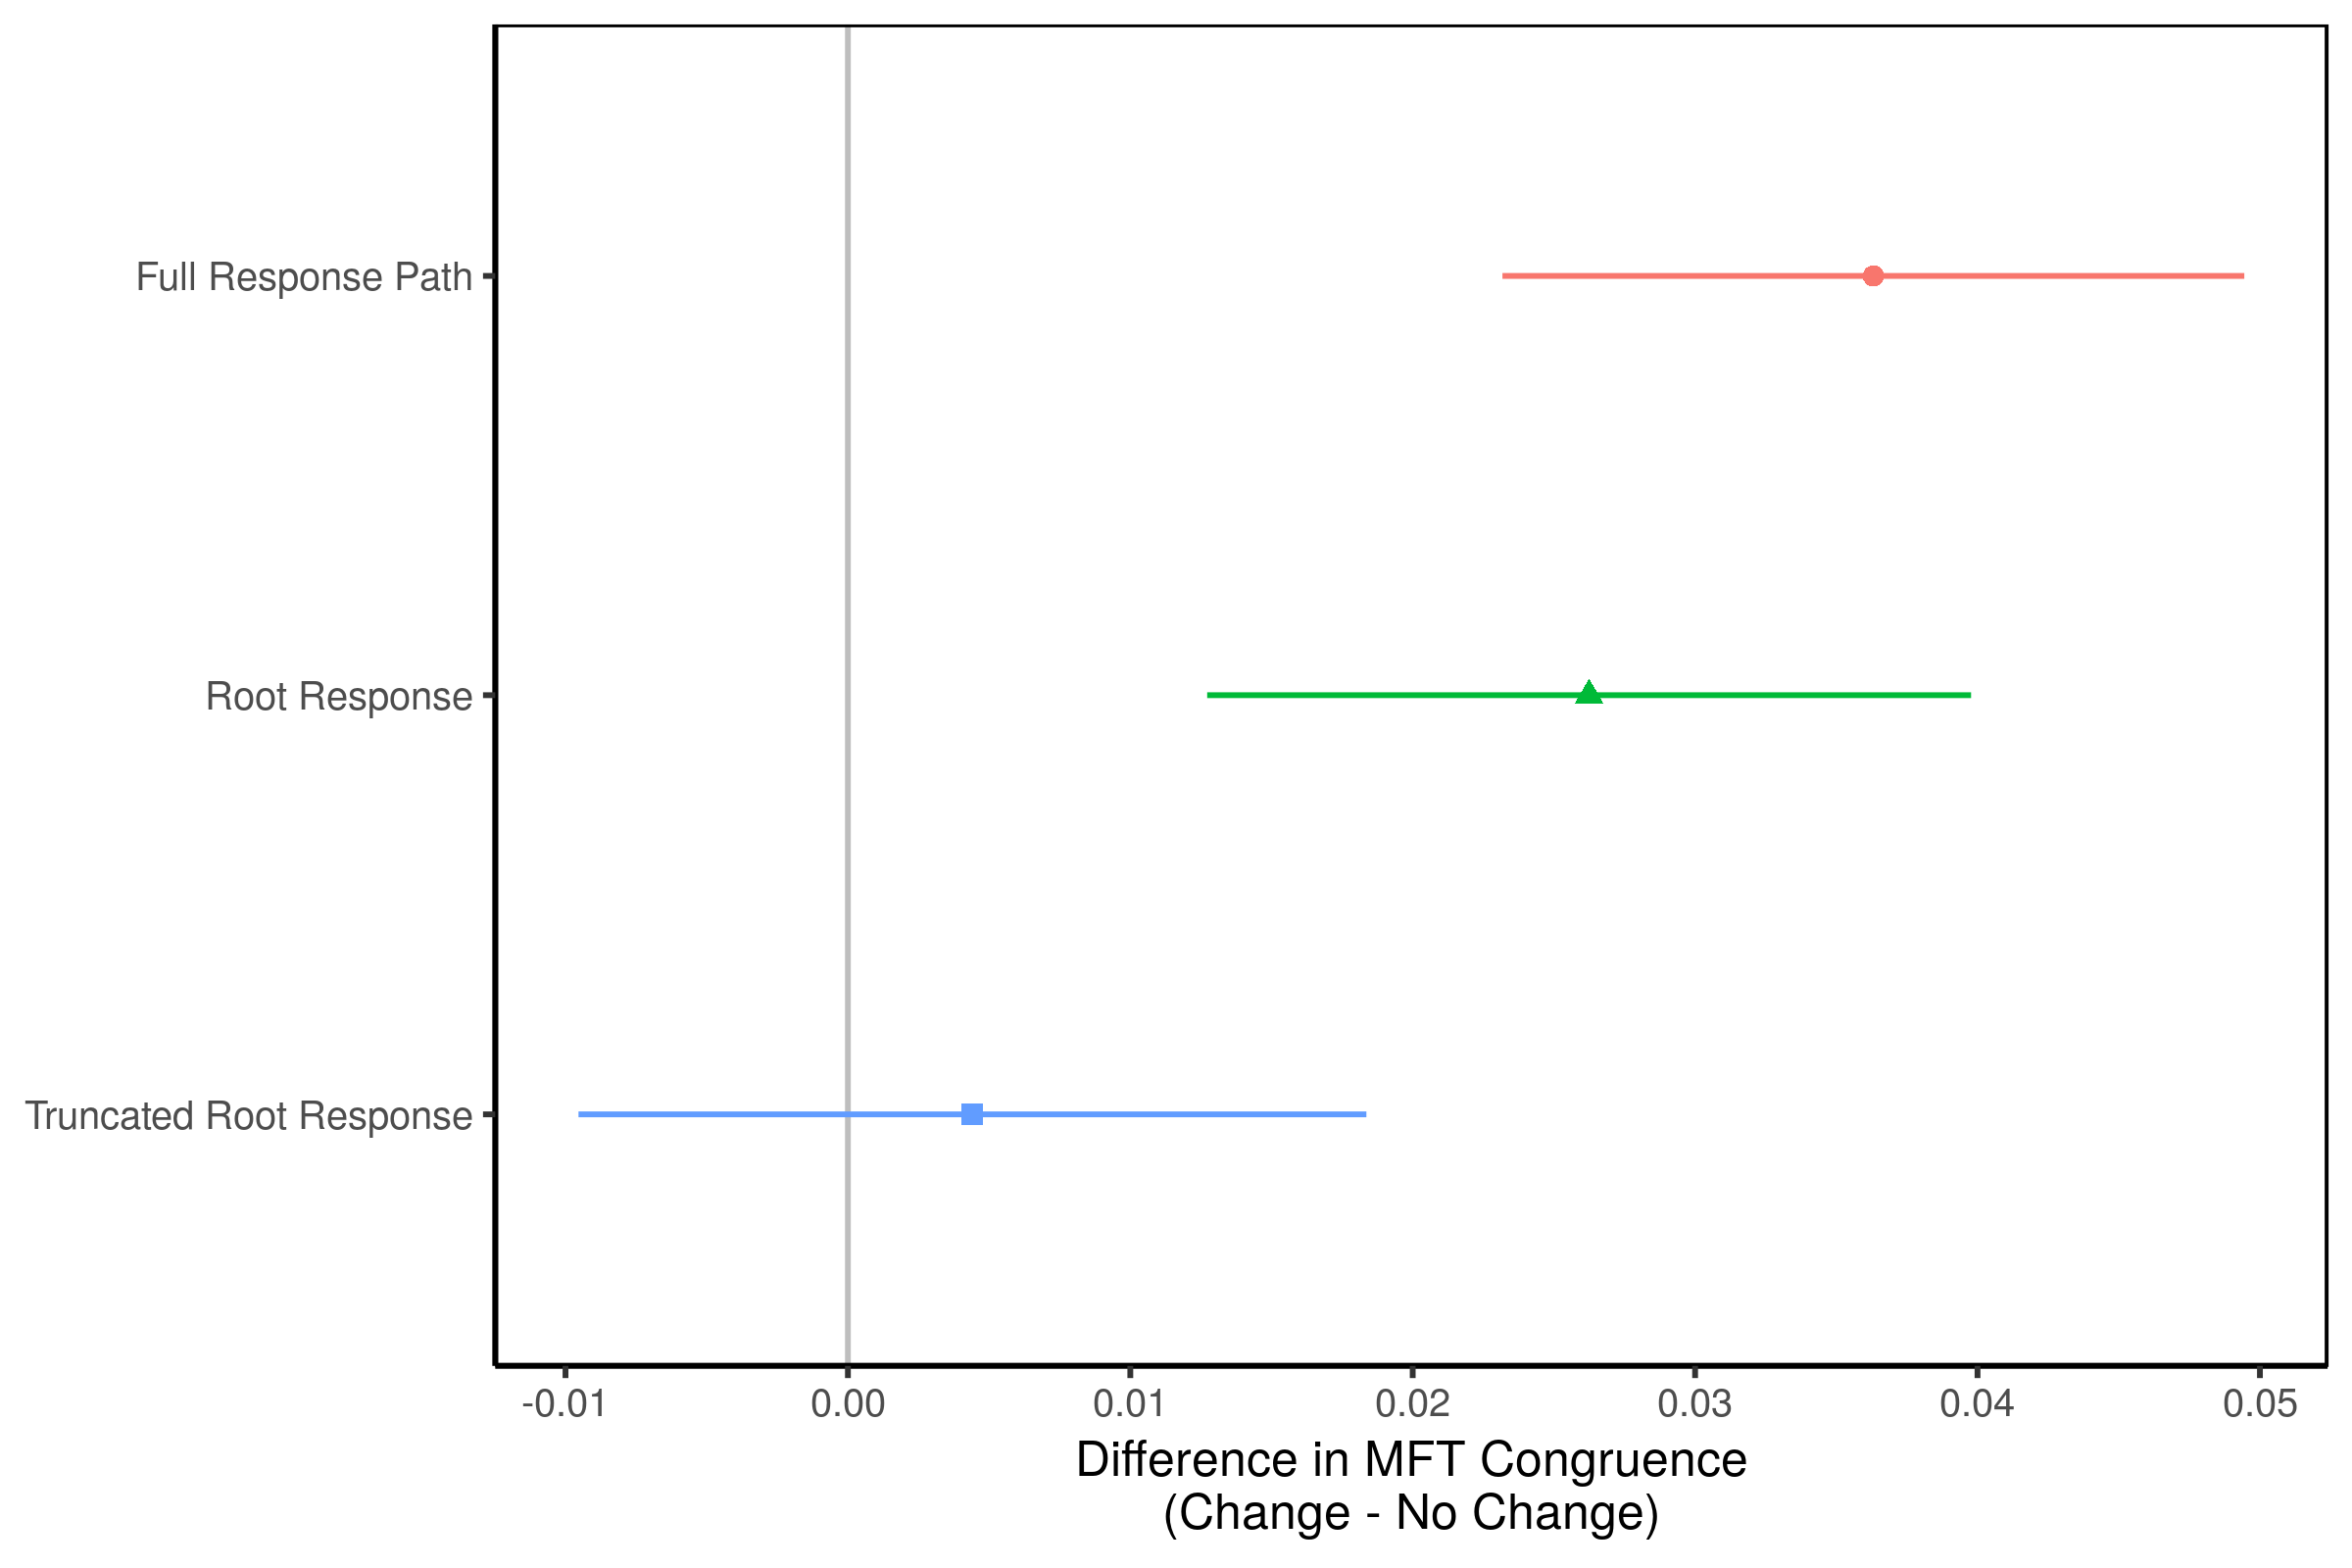 Full Response Path
Root Response
Truncated Root Response
-0.01 0.00 0.01 0.02 0.03 0.04 0.05
Difference in MFT Congruence
(Change - No Change)